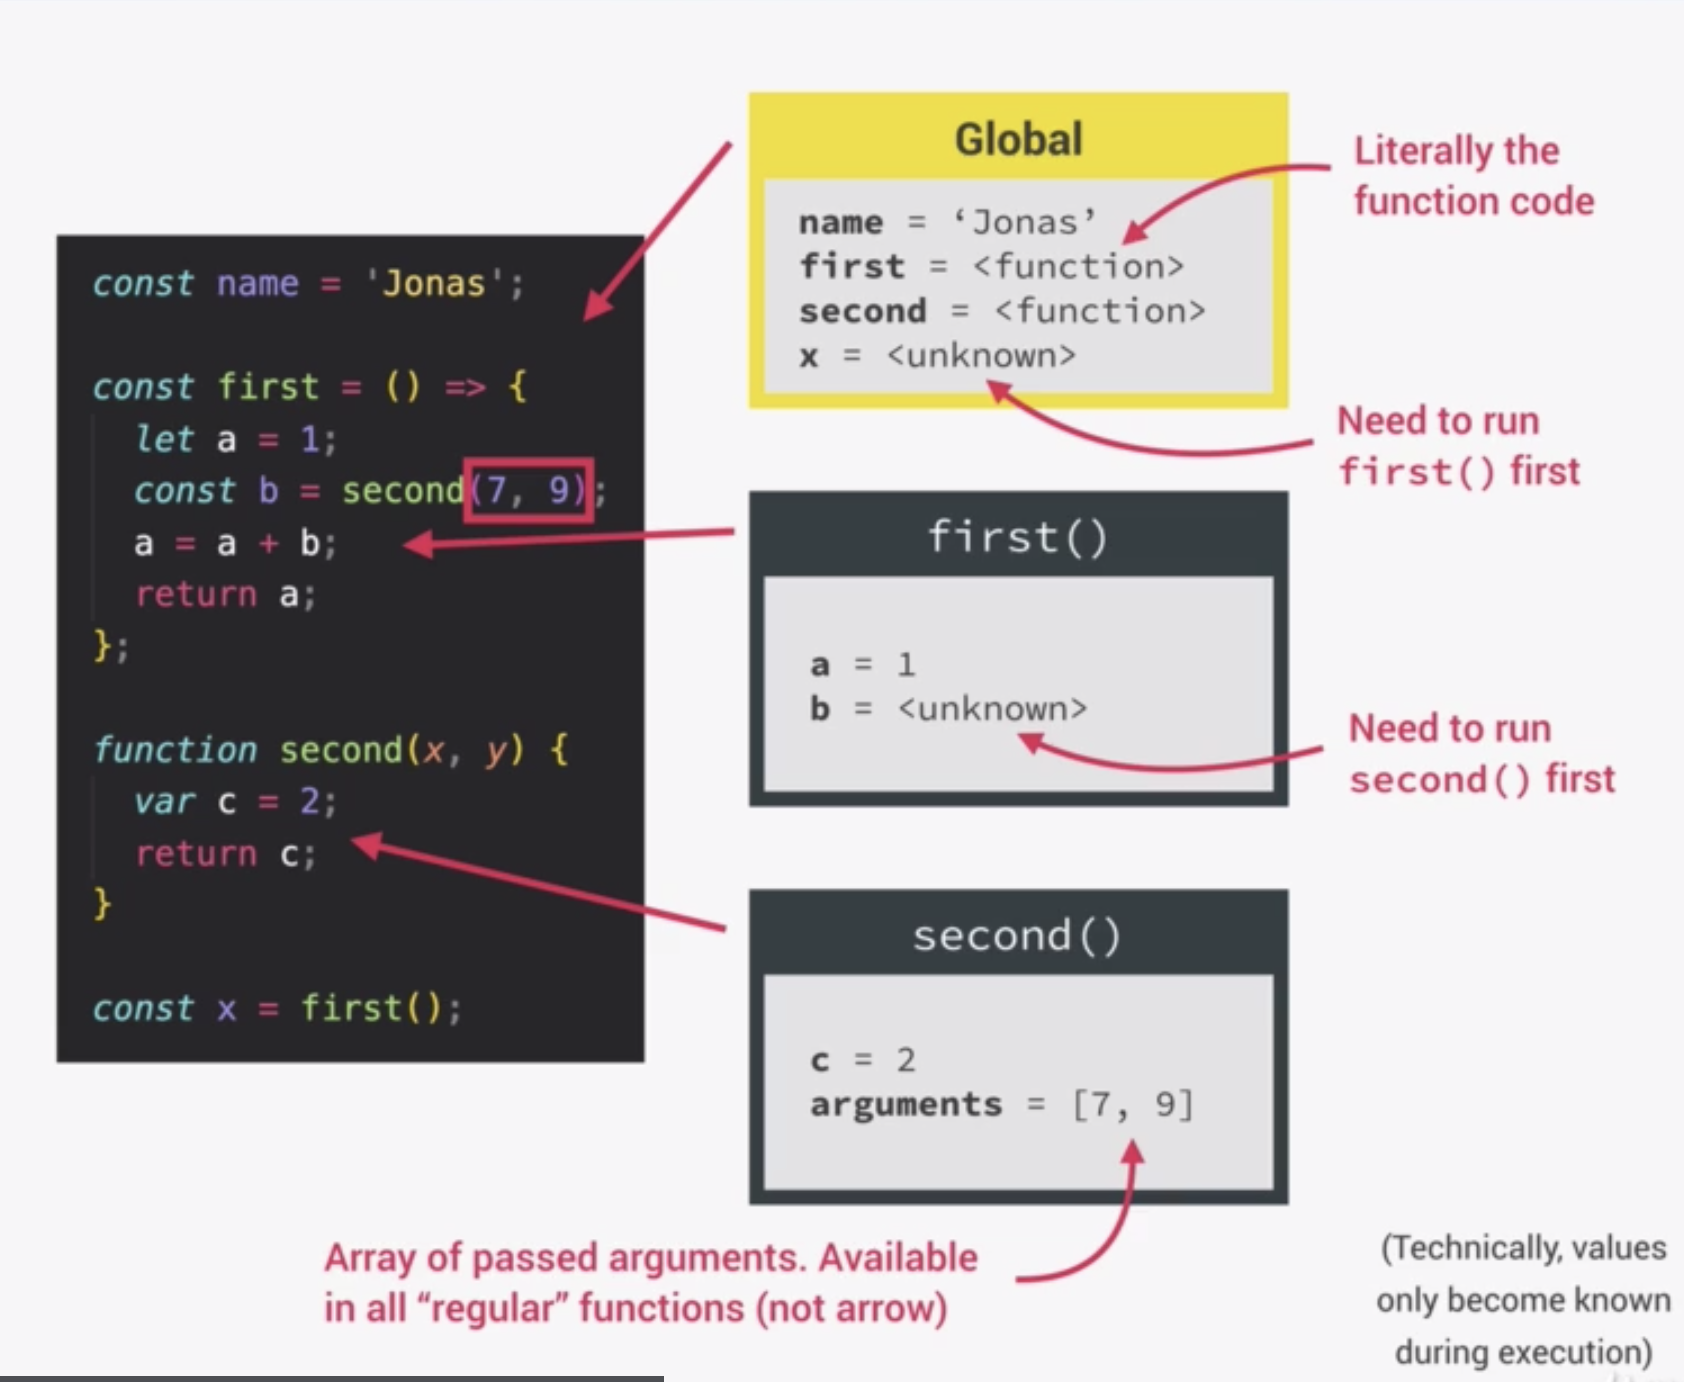 const name = 'Jonas';
const first = () => {
let a = 1;
const b = second(7, 9);
a = a + b;
return a;
};
function second(x, y) {
var c = 2;
return c;
}
const x = first();
Global
name = ‘Jonas’
first = <function>
second = <function>
x = <unknown>
Literally the
function code
Need to run
first() first
first()
a = 1
b = <unknown>
Need to run
second() first
second()
c = 2
arguments = [7, 9]
Array of passed arguments. Available
in all “regular” functions (not arrow)
(Technically, values
only become known
during execution)